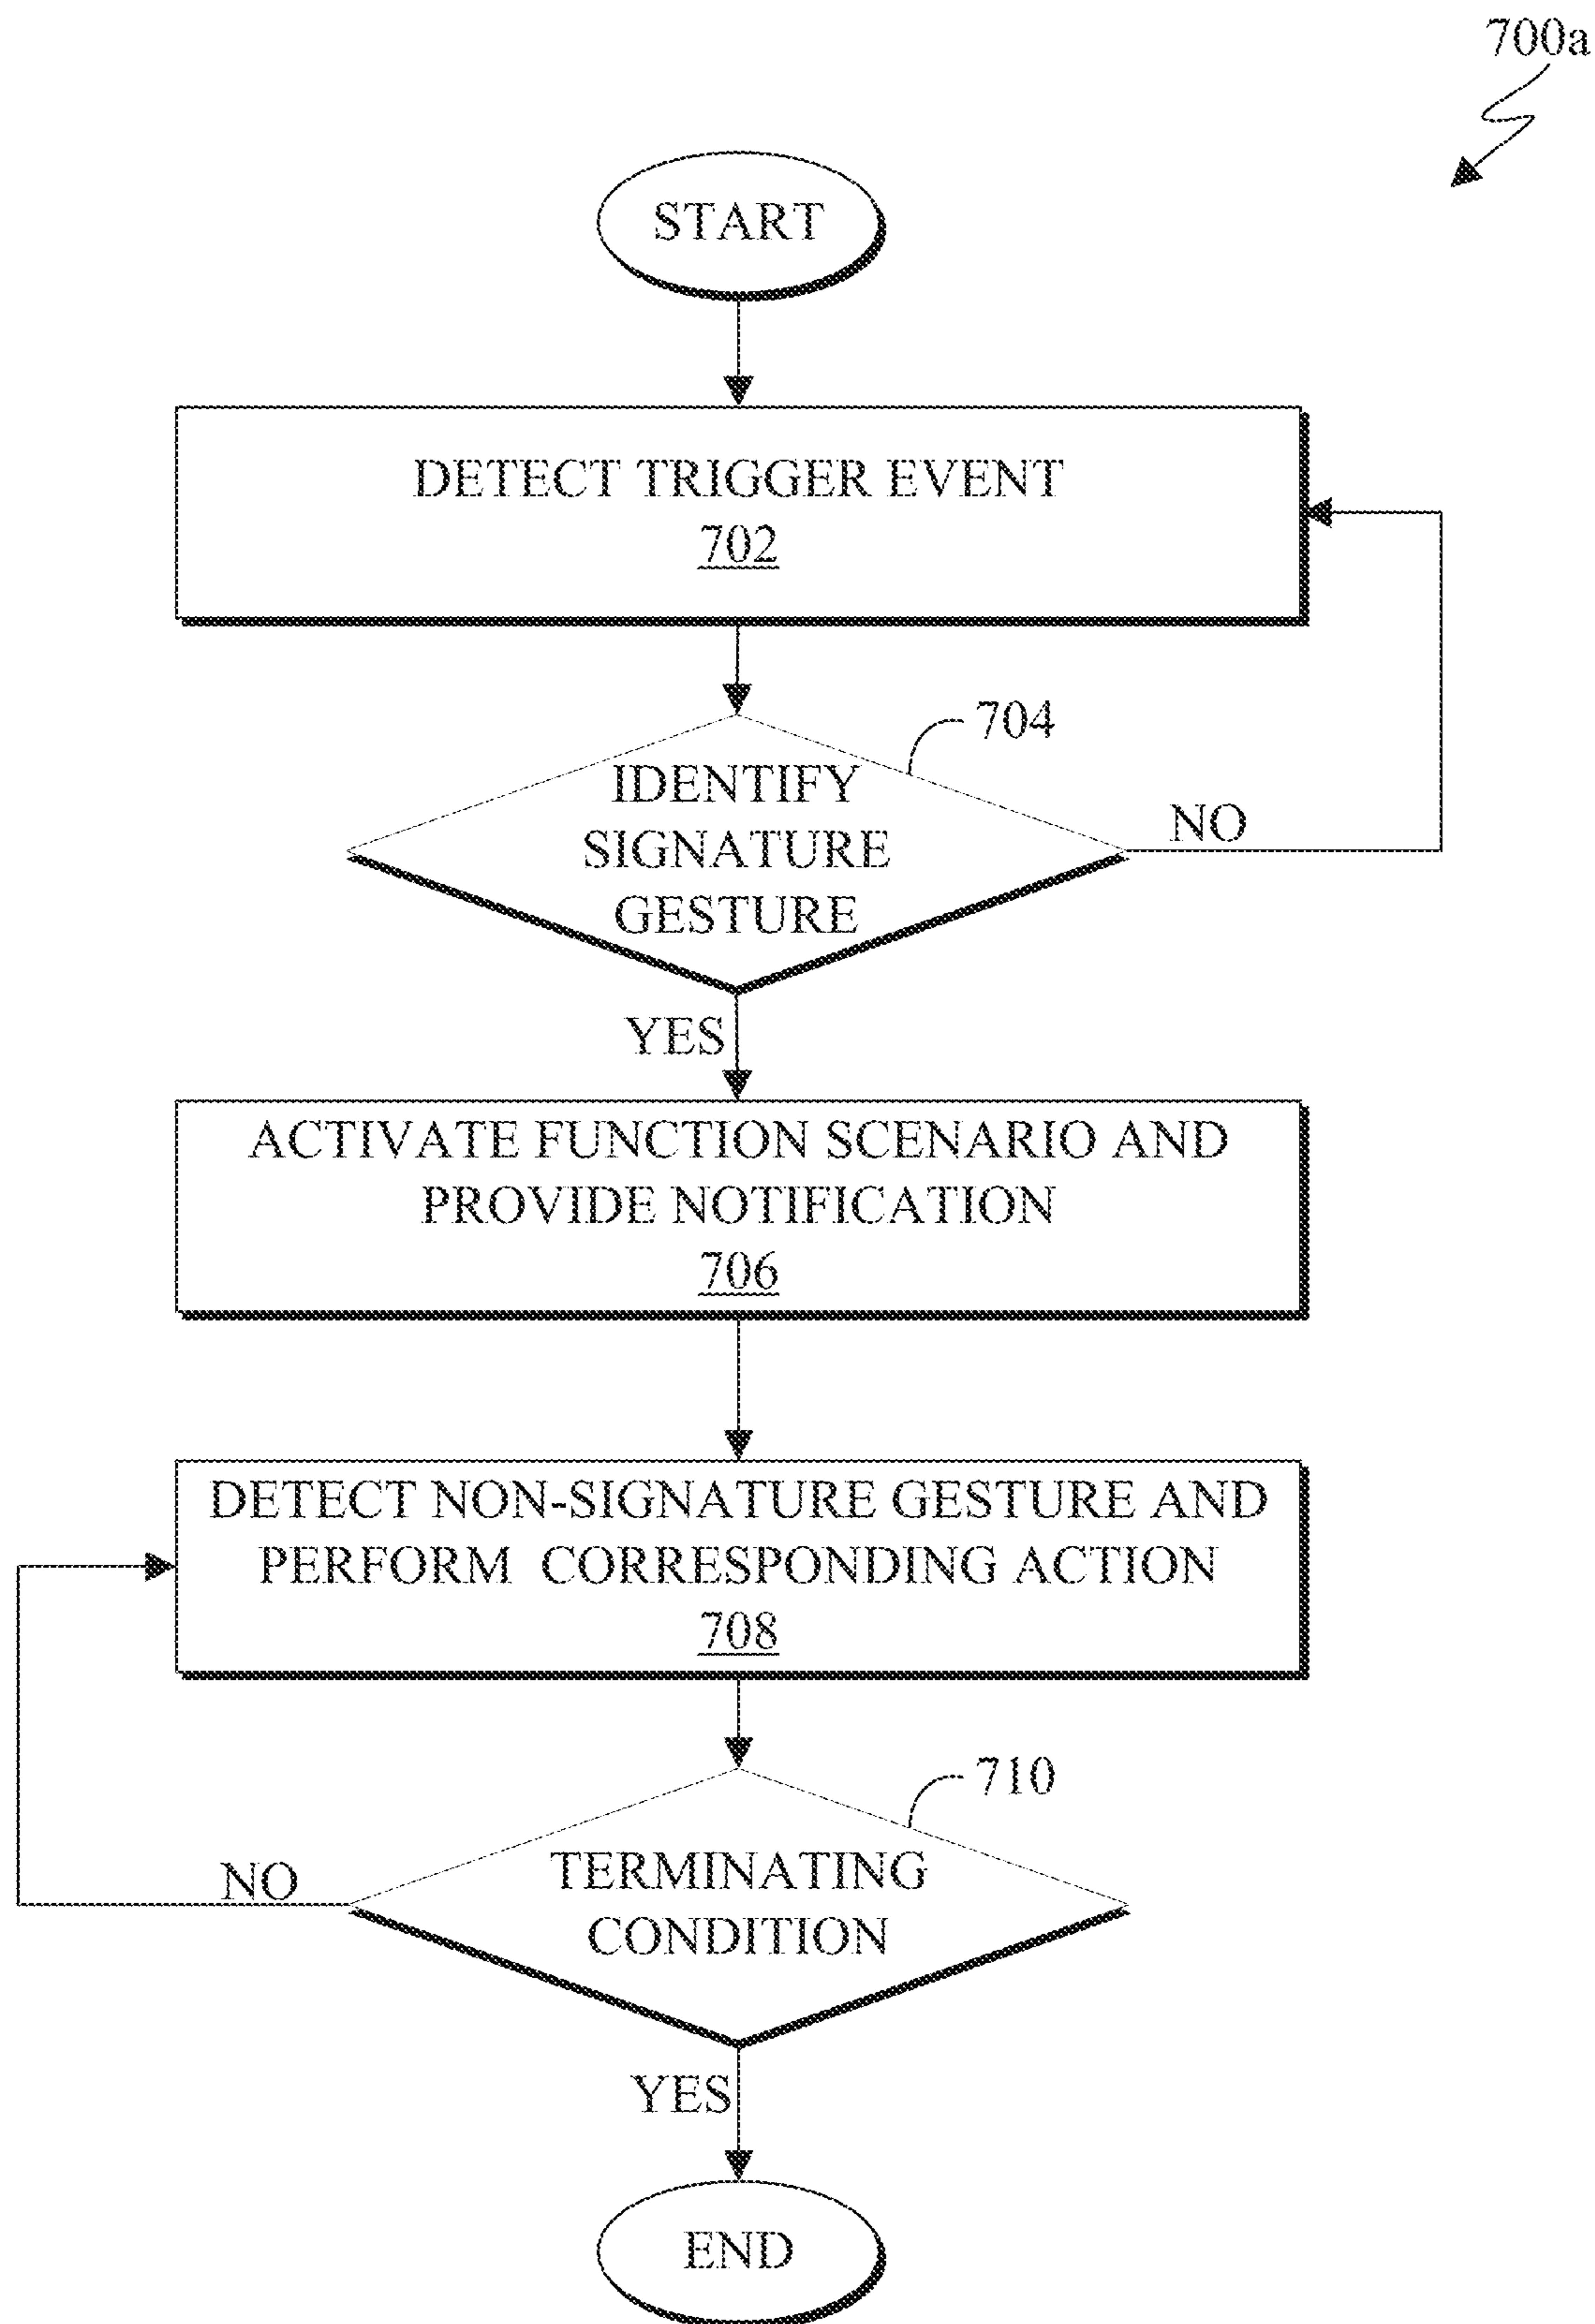 700a
START
DETECT TRIGGER EVENT
702
704
IDENTIFY
SIGNATURE
GESTURE
NO
YES
ACTIVATE FUNCTION SCENARIO AND
PROVIDE NOTIFICATION
706
DETECT NON-SIGNATURE GESTURE AND
PERFORM CORRESPONDING ACTION
708
710
TERMINATING
CONDITION
NO
YES
END